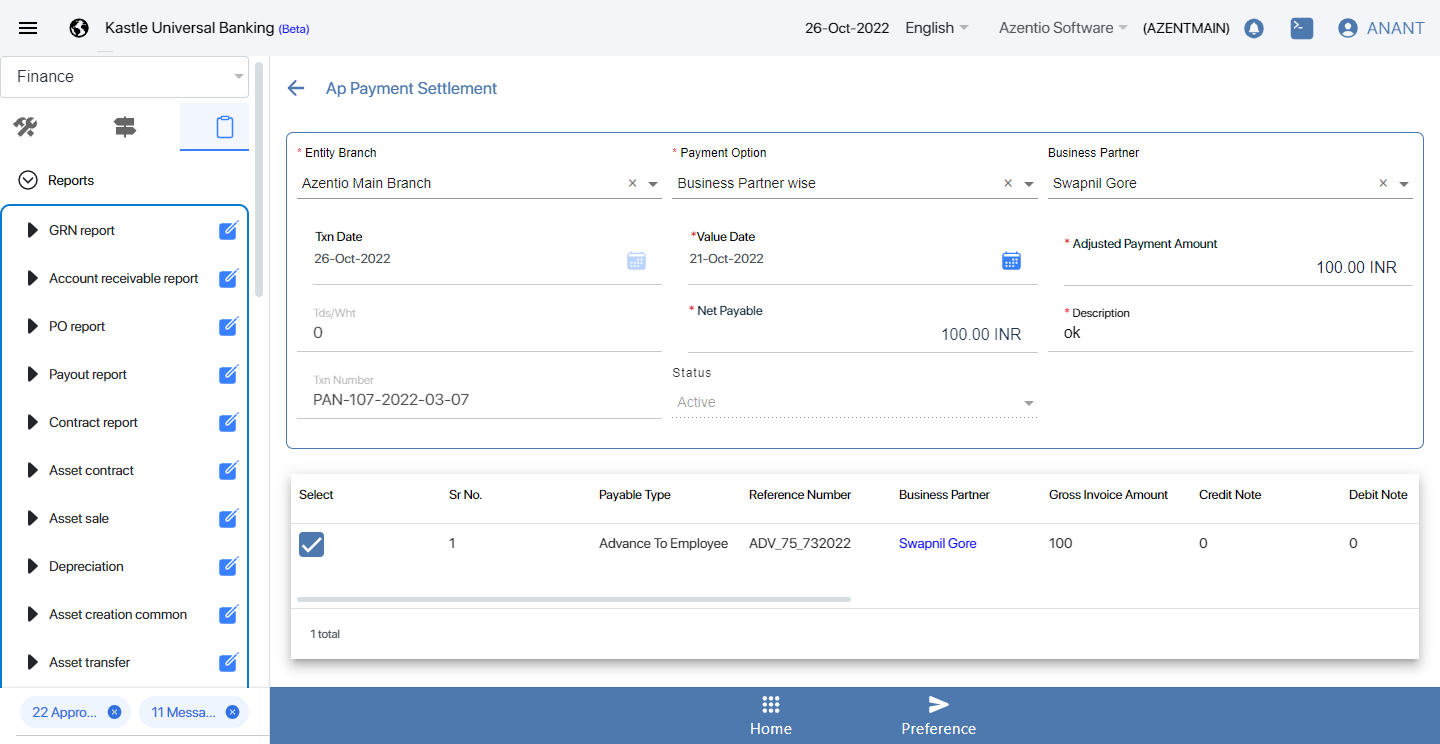 Kastle Universal Banking (Beta)
26-Oct-2022
English
Azentio Software
(AZENTMAIN)
ANANT
Finance
Reports
GRN report
Account receivable report
PO report
Payout report
Contract report
Asset contract
Asset sale
Depreciation
Asset creation common
Asset transfer
22 Appro...
11 Messa...
Ap Payment Settlement
* Entity Branch
Azentio Main Branch
* Payment Option
Business Partner wise
Business Partner
Swapnil Gore
Txn Date
26-Oct-2022
*Value Date
21-Oct-2022
* Adjusted Payment Amount
100.00 INR
Tds/Wht
0
* Net Payable
100.00 INR
* Description
ok
Txn Number
PAN-107-2022-03-07
Status
Active
Select Sr No. Payable Type Reference Number Business Partner Gross Invoice Amount Credit Note Debit Note
1 Advance To Employee ADV_75_732022 Swapnil Gore 100 0 0
1 total
Home
Preference